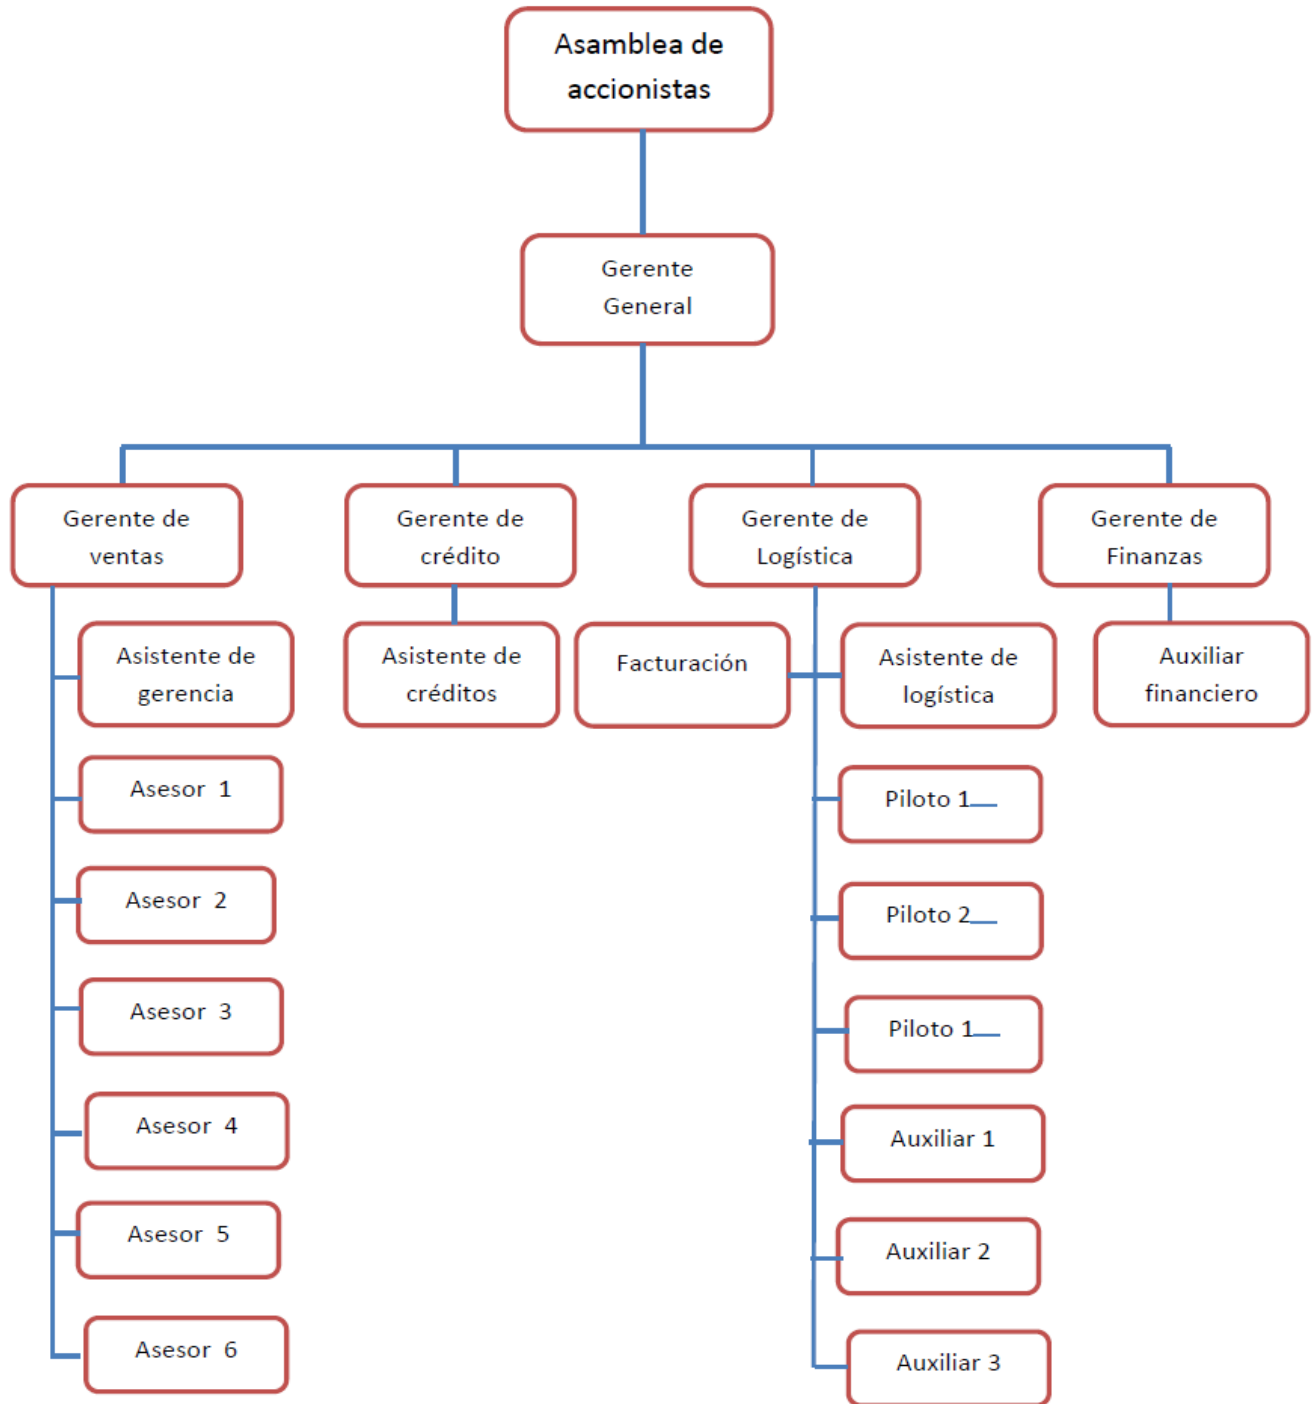 Asamblea de
accionistas
Gerente
General
Gerente de
ventas
Gerente de
crédito
Gerente de
Logística
Gerente de
Finanzas
Asistente de
gerencia
Asistente de
créditos
Facturación
Asistente de
logística
Auxiliar
financiero
Asesor 1
Asesor 2
Asesor 3
Asesor 4
Asesor 5
Asesor 6
Piloto 1
Piloto 2
Piloto 1
Auxiliar 1
Auxiliar 2
Auxiliar 3